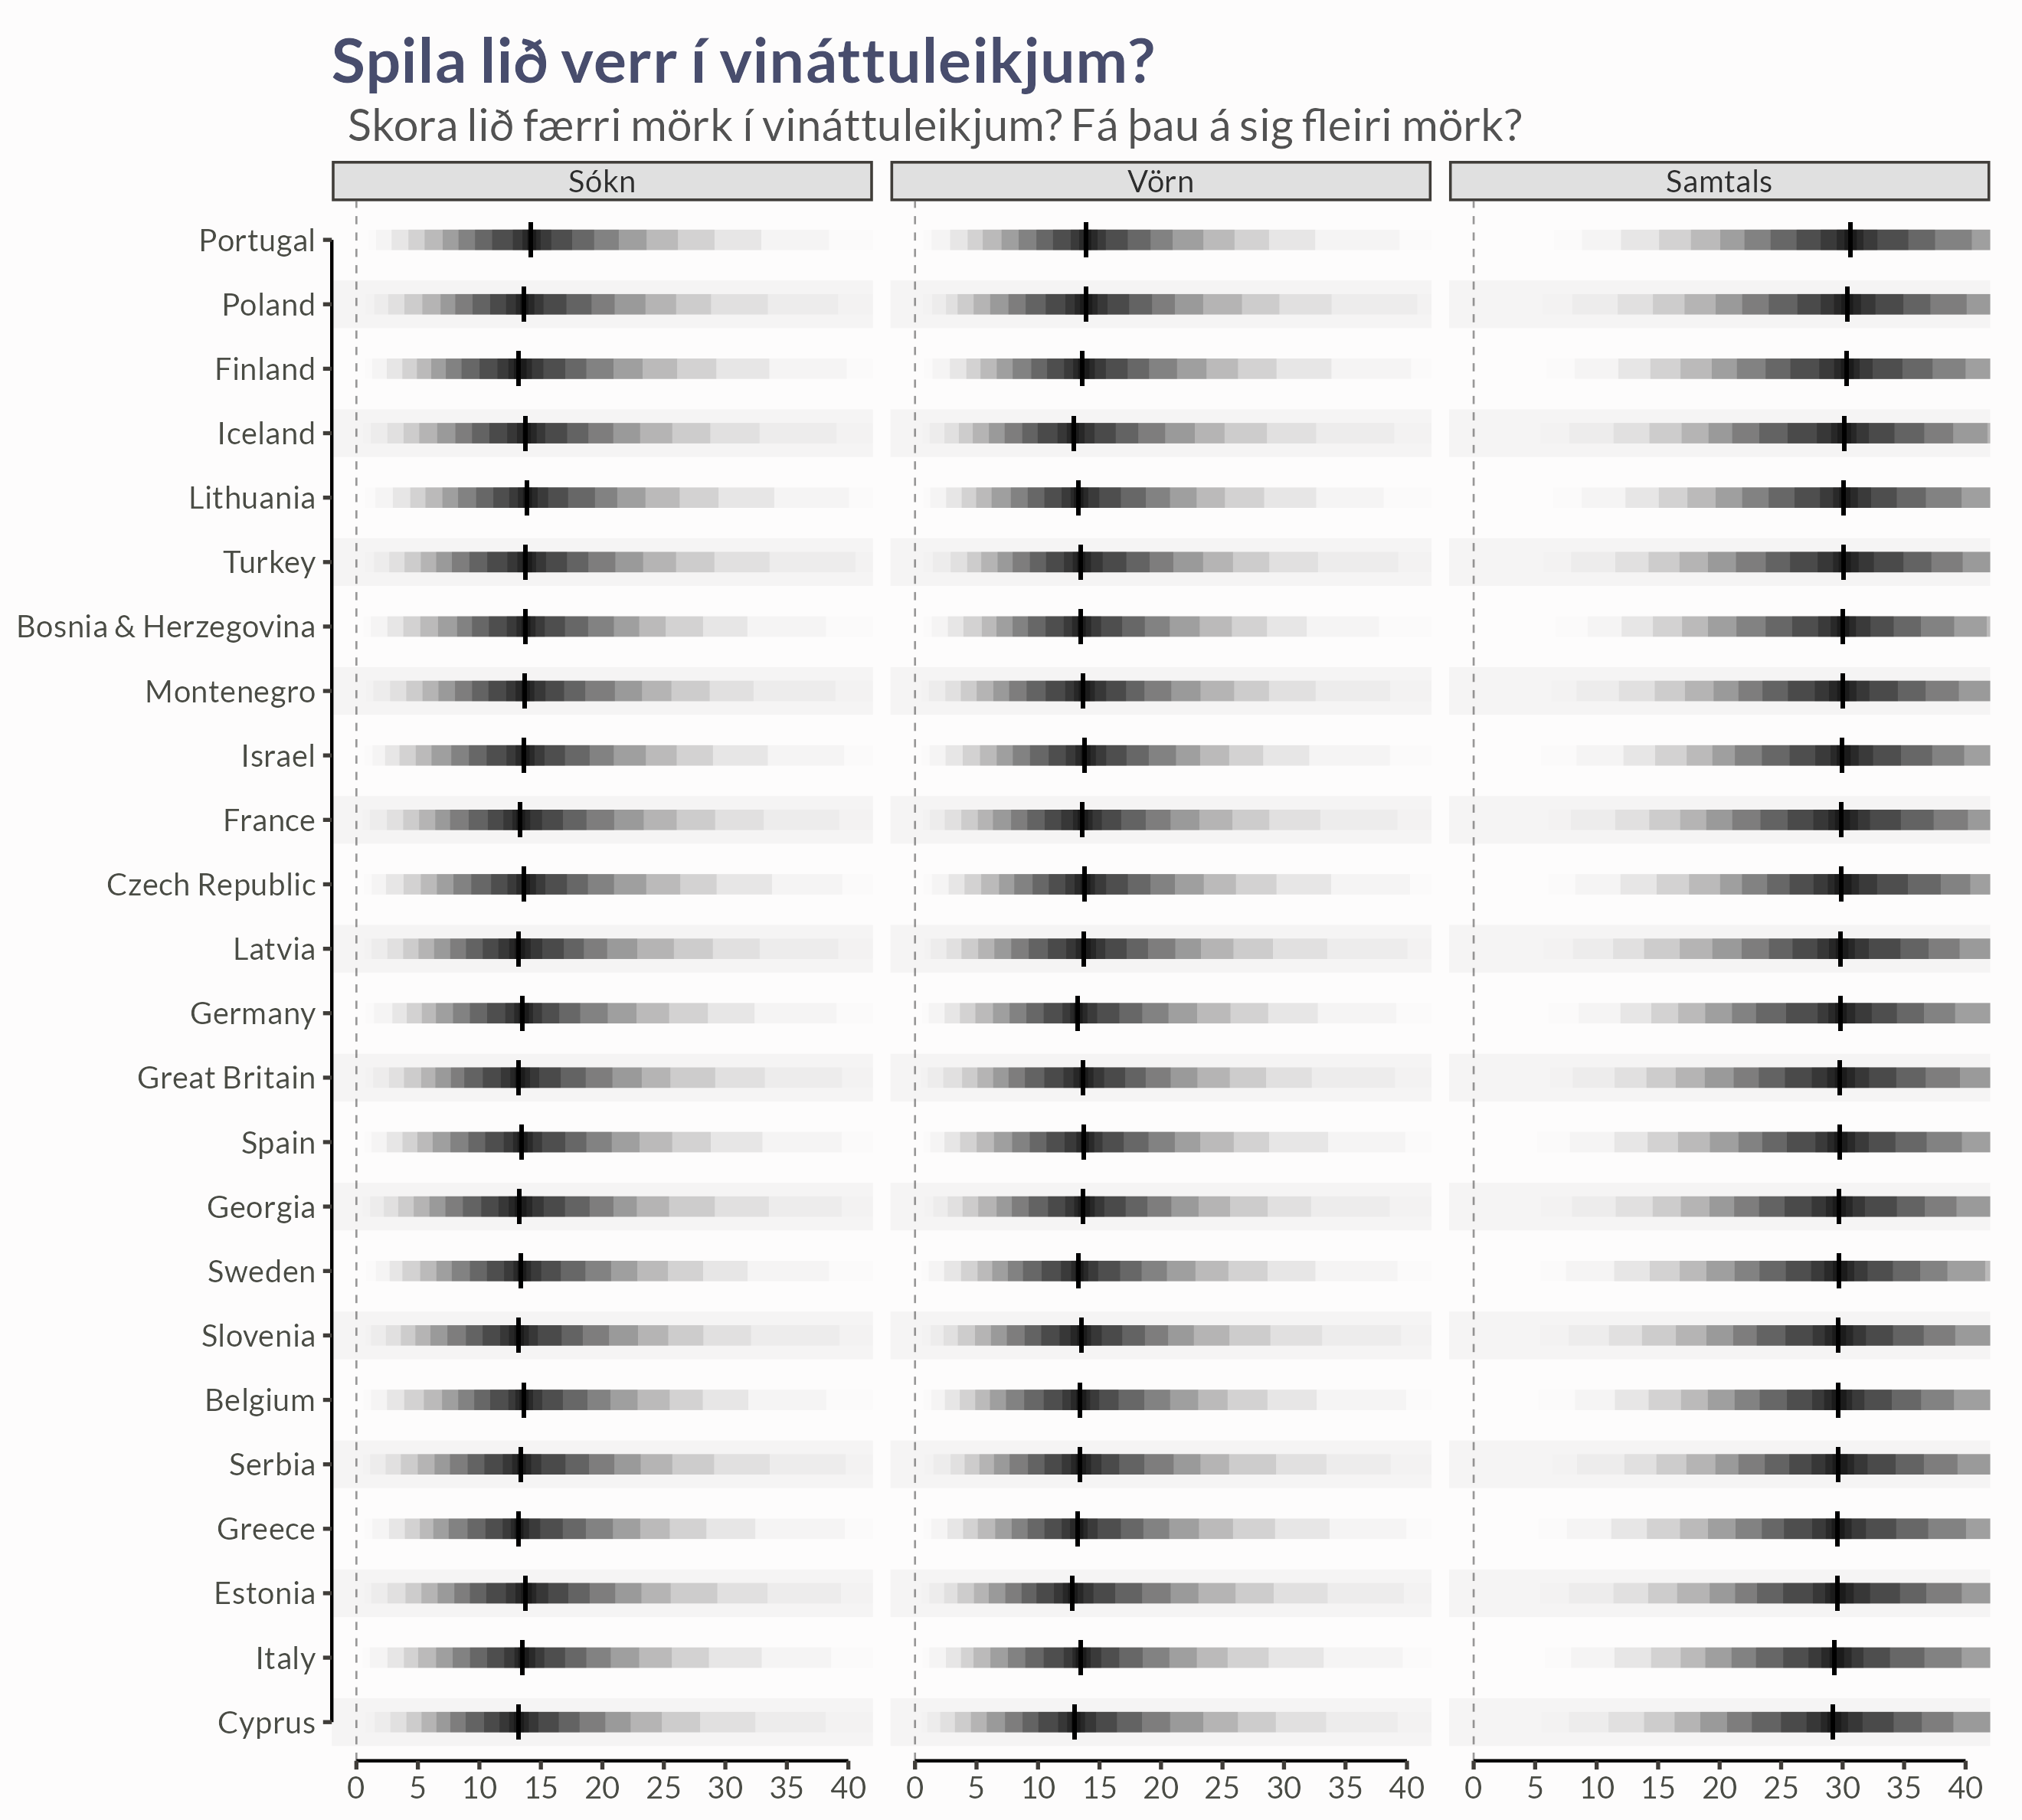 Spila lið verr í vináttuleikjum?
Skora lið færri mörk í vináttuleikjum? Fá þau á sig fleiri mörk?
Sókn Vörn Samtals
Portugal
Poland
Finland
Iceland
Lithuania
Turkey
Bosnia & Herzegovina
Montenegro
Israel
France
Czech Republic
Latvia
Germany
Great Britain
Spain
Georgia
Sweden
Slovenia
Belgium
Serbia
Greece
Estonia
Italy
Cyprus
0 5 10 15 20 25 30 35 40 0 5 10 15 20 25 30 35 40 0 5 10 15 20 25 30 35 40